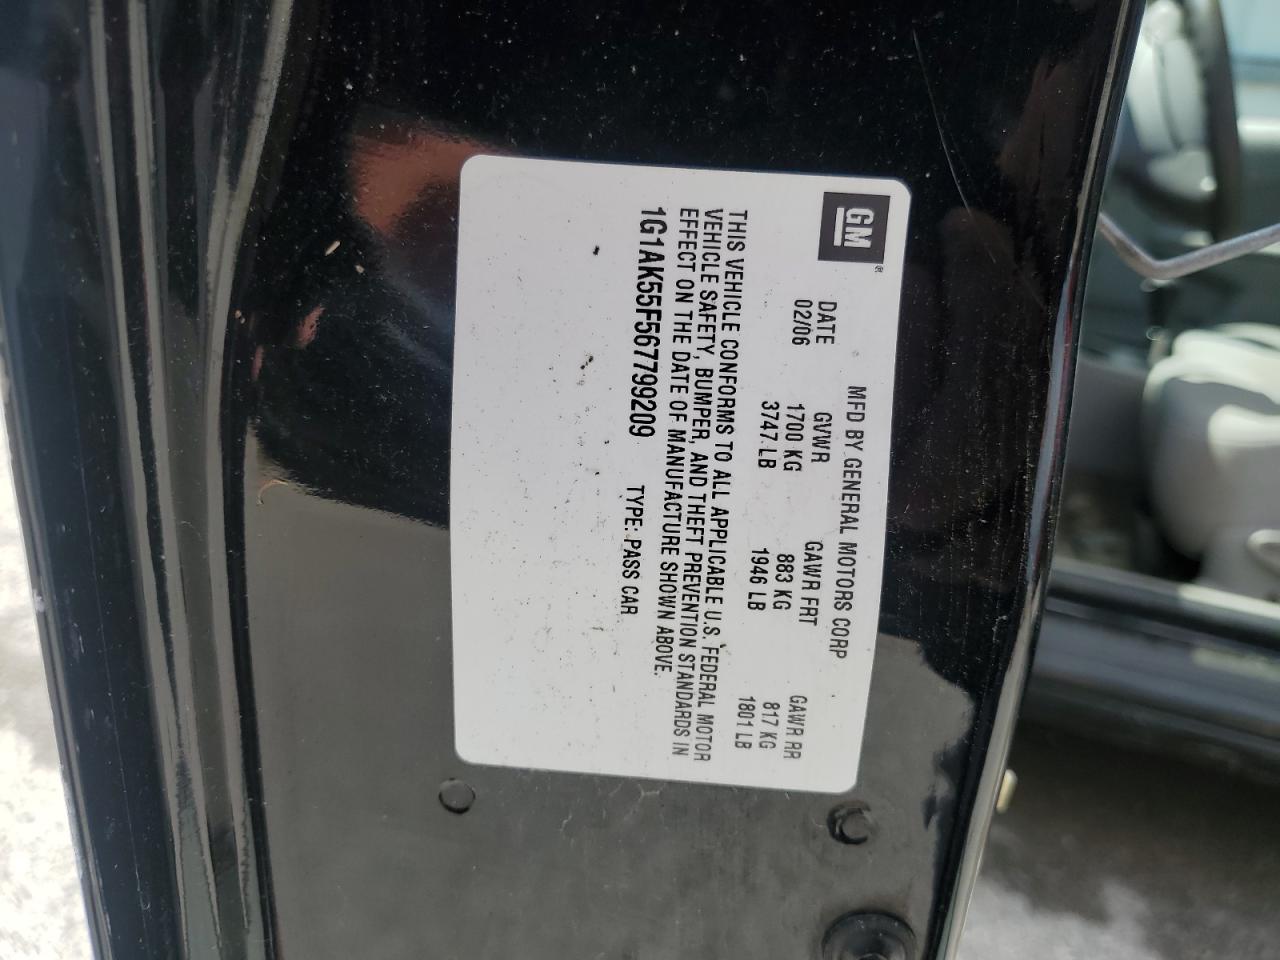 GM ®
MFD BY GENERAL MOTORS CORP
DATE GVWR GAWR FRT GAWR RR
02/06 1700 KG 883 KG 817 KG
3747 LB 1946 LB 1801 LB
THIS VEHICLE CONFORMS TO ALL APPLICABLE U.S. FEDERAL MOTOR
VEHICLE SAFETY, BUMPER, AND THEFT PREVENTION STANDARDS IN
EFFECT ON THE DATE OF MANUFACTURE SHOWN ABOVE.
1G1AK55F567799209 TYPE: PASS CAR